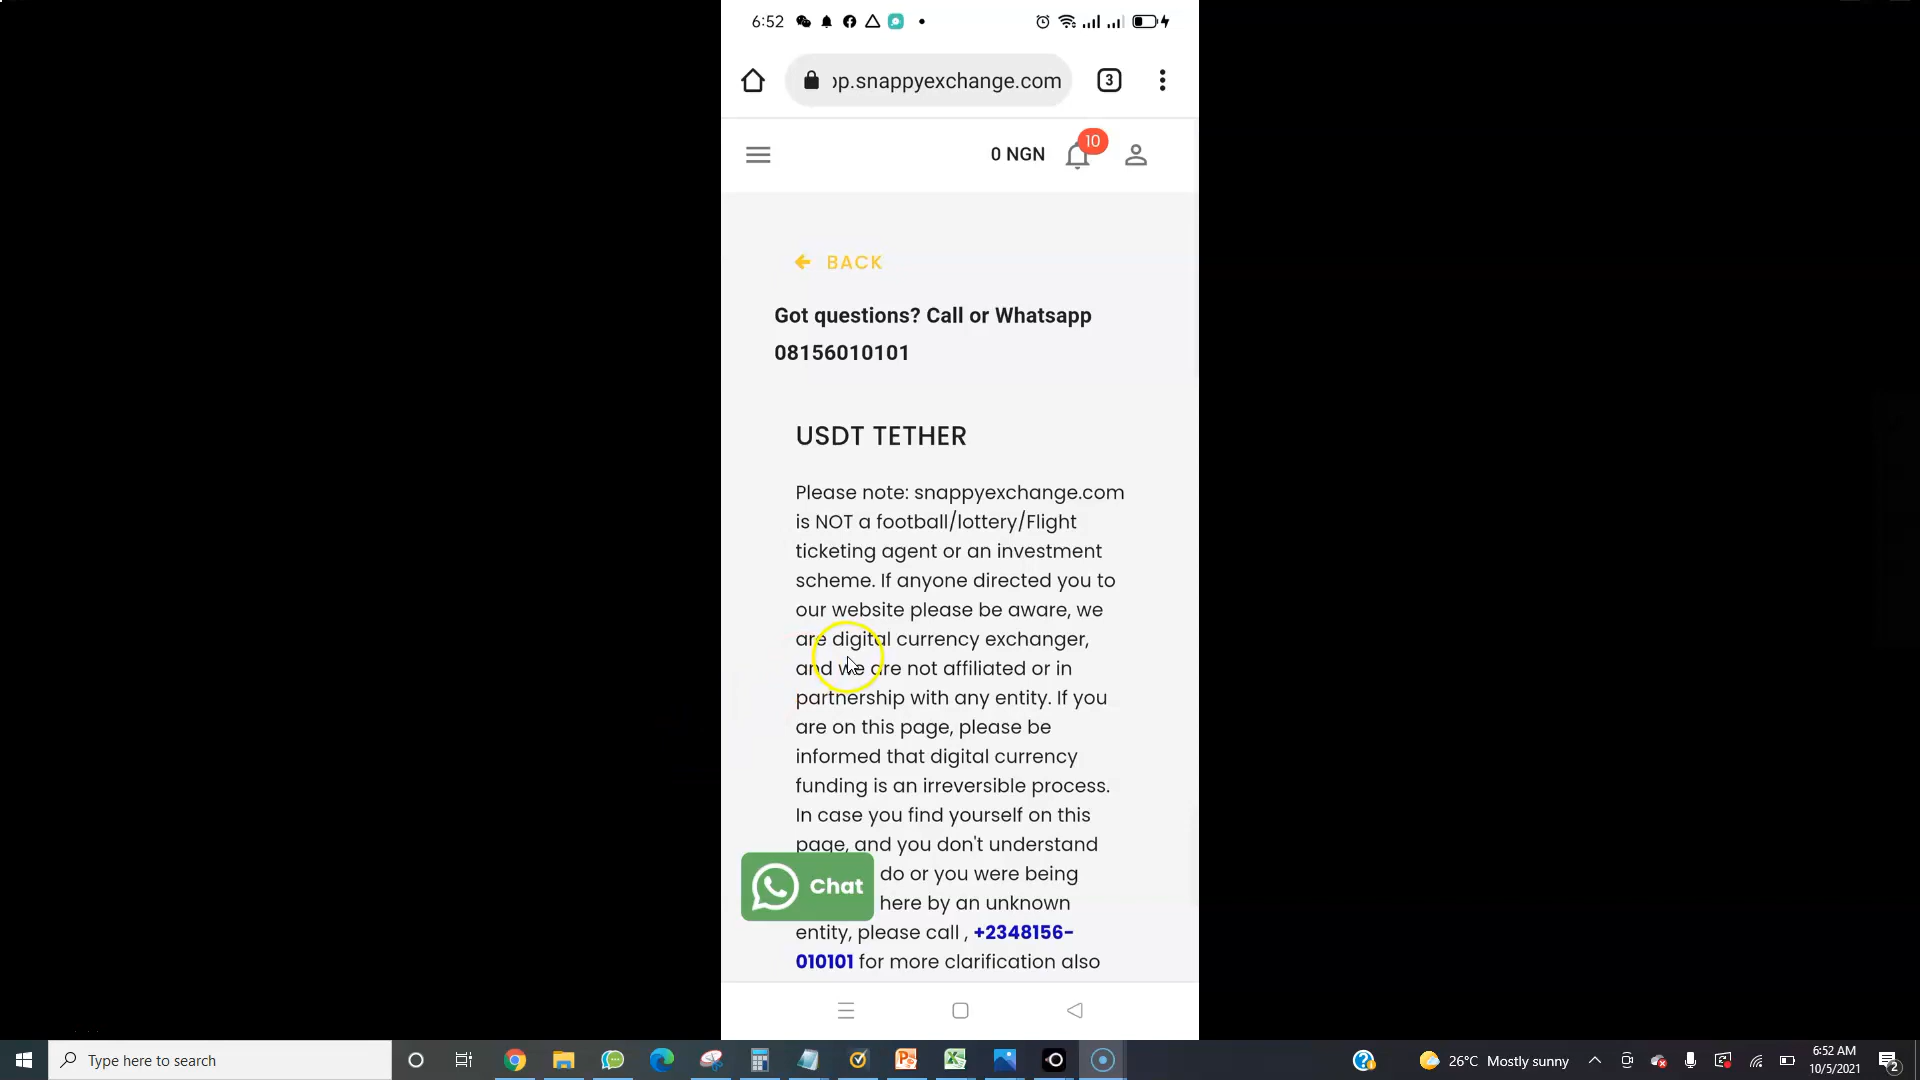 6:52
pp.snappyexchange.com
3
0 NGN
10
BACK
Got questions? Call or Whatsapp
08156010101
USDT TETHER
Please note: snappyexchange.com
is NOT a football/lottery/Flight
ticketing agent or an investment
scheme. If anyone directed you to
our website please be aware, we
are digital currency exchanger,
and we are not affiliated or in
partnership with any entity. If you
are on this page, please be
informed that digital currency
funding is an irreversible process.
In case you find yourself on this
page, and you don't understand
do or you were being
here by an unknown
Chat
entity, please call , +2348156-
010101 for more clarification also
Type here to search
26°C Mostly sunny
6:52 AM
10/5/2021
2